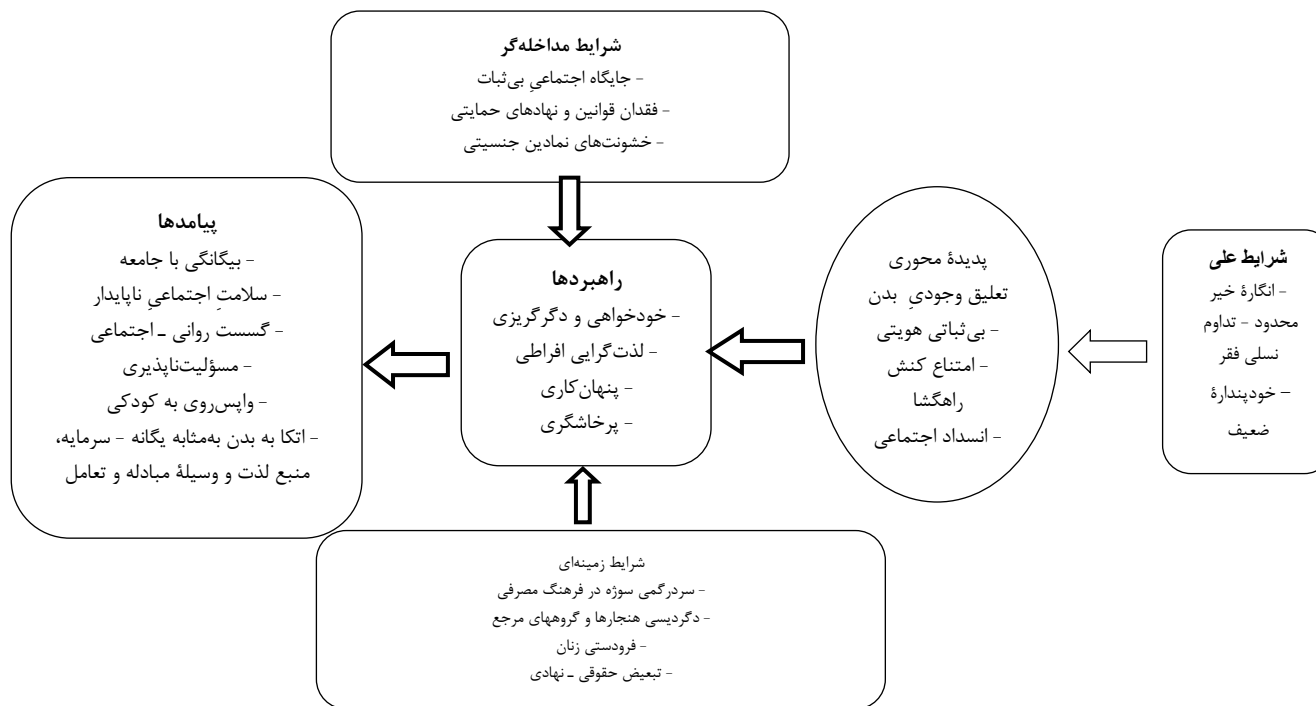 شرایط مداخله‌گر
- جایگاه اجتماعیِ بی‌ثبات
- فقدان قوانین و نهادهای حمایتی
- خشونت‌های نمادین جنسیتی
شرایط علی
- انگارۀ خیر
محدود - تداوم
نسلی فقر
- خودپندارۀ
ضعیف
پدیدۀ محوری
تعلیق وجودیِ بدن
- بی‌ثباتی هویتی
- امتناع کنش
راهگشا
- انسداد اجتماعی
راهبردها
- خودخواهی و دگرگریزی
- لذت‌گرایی افراطی
- پنهان‌کاری
- پرخاشگری
پیامدها
- بیگانگی با جامعه
- سلامتِ اجتماعیِ ناپایدار
- گسست روانی ـ اجتماعی
- مسؤلیت‌ناپذیری
- واپس‌روی به کودکی
- اتکا به بدن به‌مثابه یگانه - سرمایه،
منبع لذت و وسیلۀ مبادله و تعامل
شرایط زمینه‌ای
- سردرگمی سوژه در فرهنگ مصرفی
- دگردیسی هنجارها و گروههای مرجع
- فرودستی زنان
- تبعیض حقوقی ـ نهادی